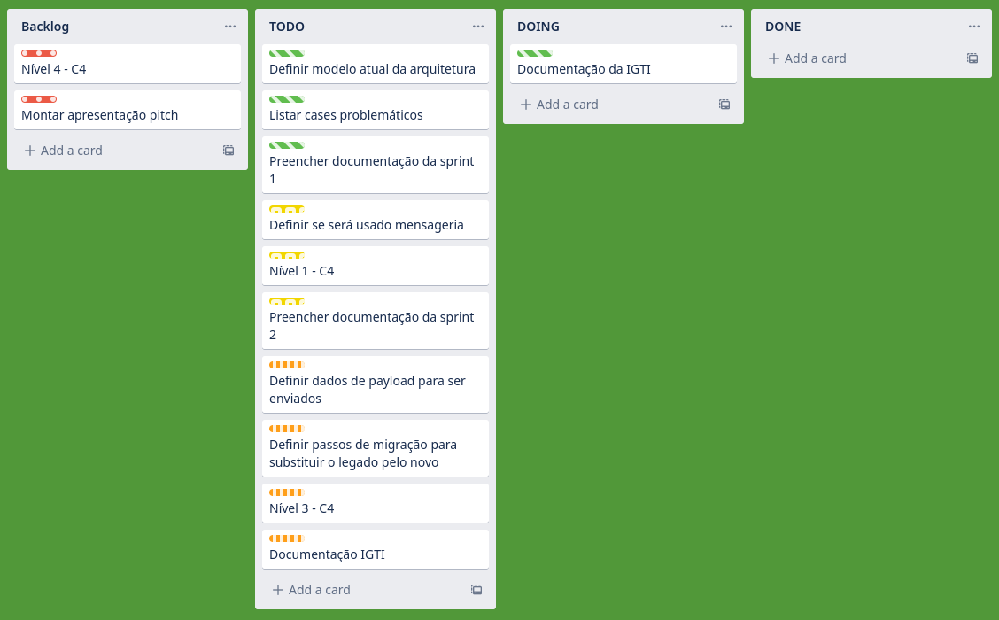 Backlog
Nível 4 - C4
Montar apresentação pitch
Add a card
TODO
Definir modelo atual da arquitetura
Listar cases problemáticos
Preencher documentação da sprint
1
Definir se será usado mensageria
Nível 1 - C4
Preencher documentação da sprint
2
Definir dados de payload para ser
enviados
Definir passos de migração para
substituir o legado pelo novo
Nível 3 - C4
Documentação IGTI
Add a card
DOING
Documentação da IGTI
Add a card
DONE
Add a card